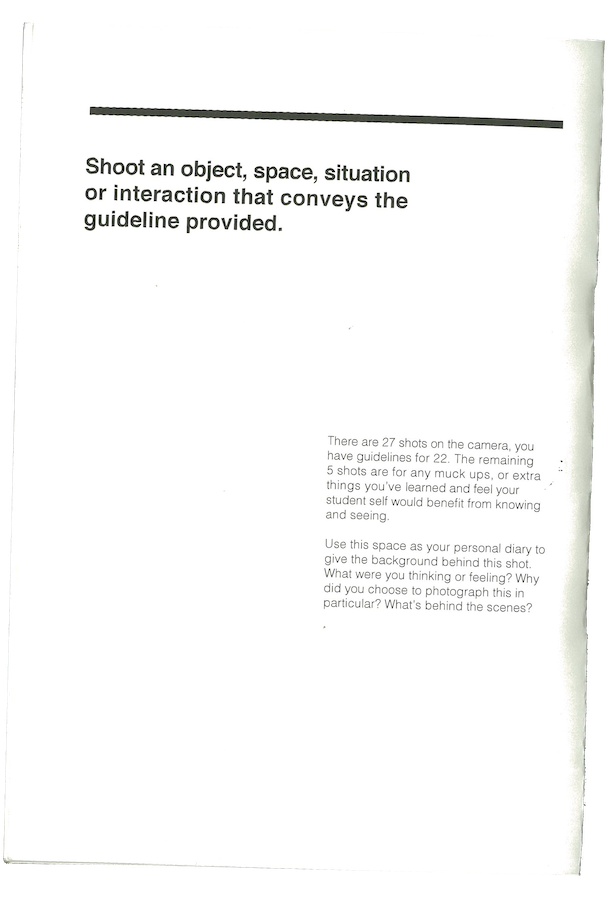 Shoot an object, space, situation
or interaction that conveys the
guideline provided.
There are 27 shots on the camera, you
have guidelines for 22. The remaining
5 shots are for any muck ups, or extra
things you've learned and feel your
student self would benefit from knowing
and seeing.
Use this space as your personal diary to
give the background behind this shot.
What were you thinking or feeling? Why
did you choose to photograph this in
particular? What's behind the scenes?